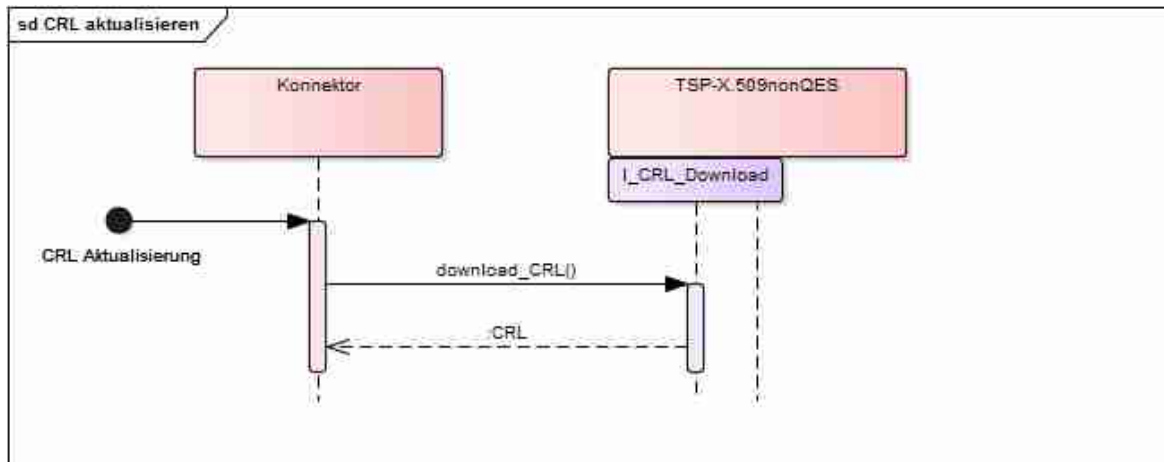 sd CRL aktualisieren
Konnektor
TSP-X.509nonQES
I_CRL_Download
CRL Aktualisierung
download_CRL()
:CRL